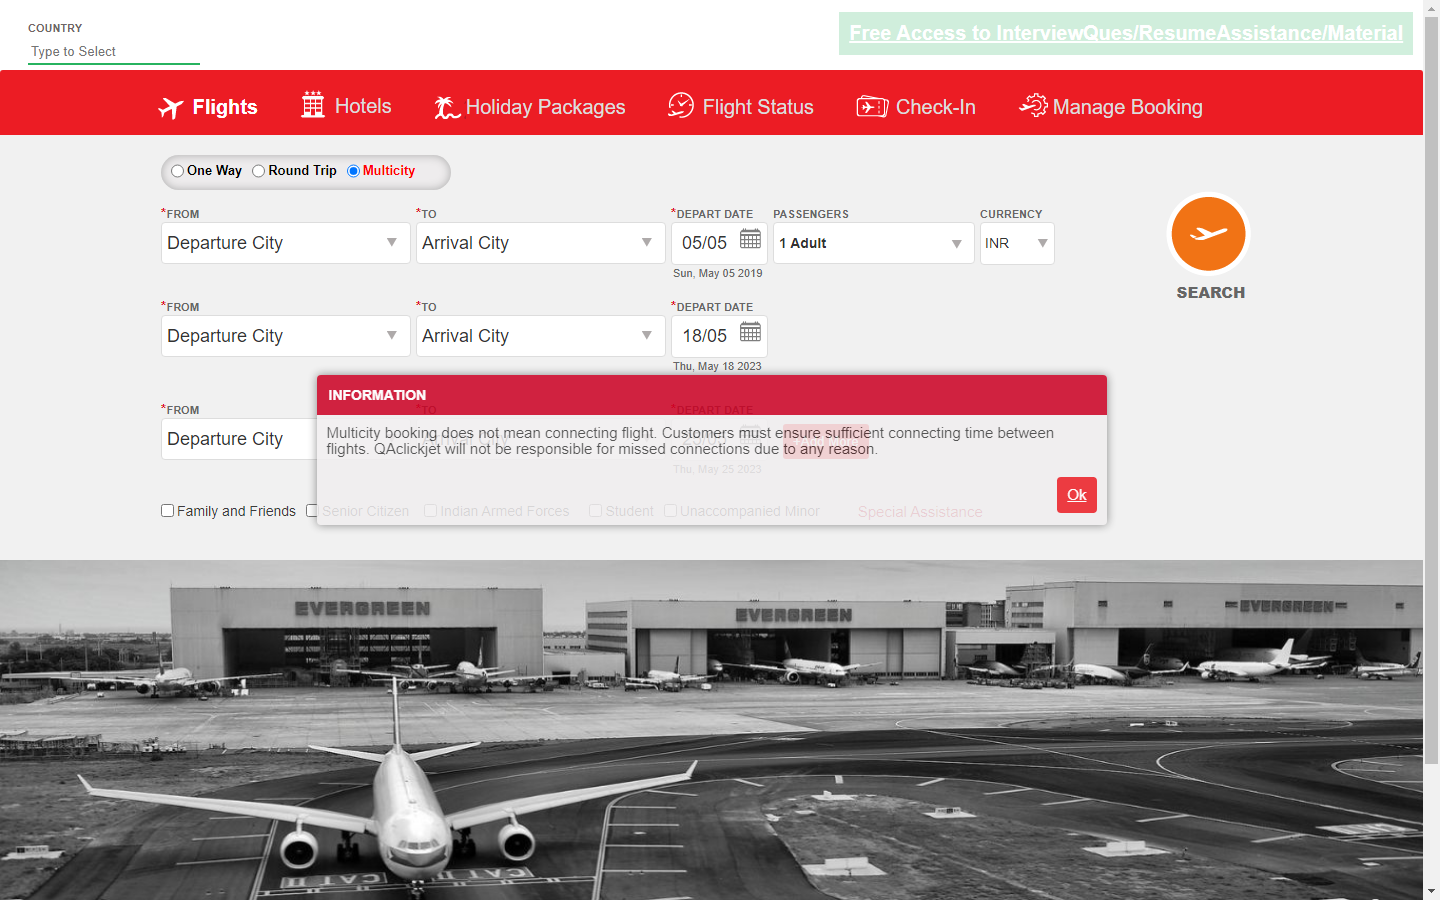 COUNTRY
Type to Select
Free Access to InterviewQues/ResumeAssistance/Material
Flights
Hotels
Holiday Packages
Flight Status
Check-In
Manage Booking
One Way
Round Trip
Multicity
*FROM
*TO
*DEPART DATE
PASSENGERS
CURRENCY
Departure City
Arrival City
05/05
1 Adult
INR
Sun, May 05 2019
SEARCH
*FROM
*TO
*DEPART DATE
Departure City
Arrival City
18/05
Thu, May 18 2023
INFORMATION
*FROM
*TO
*DEPART DATE
Departure City
Multicity booking does not mean connecting flight. Customers must ensure sufficient connecting time between
flights. QAclickjet will not be responsible for missed connections due to any reason.
Thu, May 25 2023
Ok
Family and Friends
Senior Citizen
Indian Armed Forces
Student
Unaccompanied Minor
Special Assistance
EVERGREEN
EVERGREEN
EVERGREEN
CAT III
CAT III